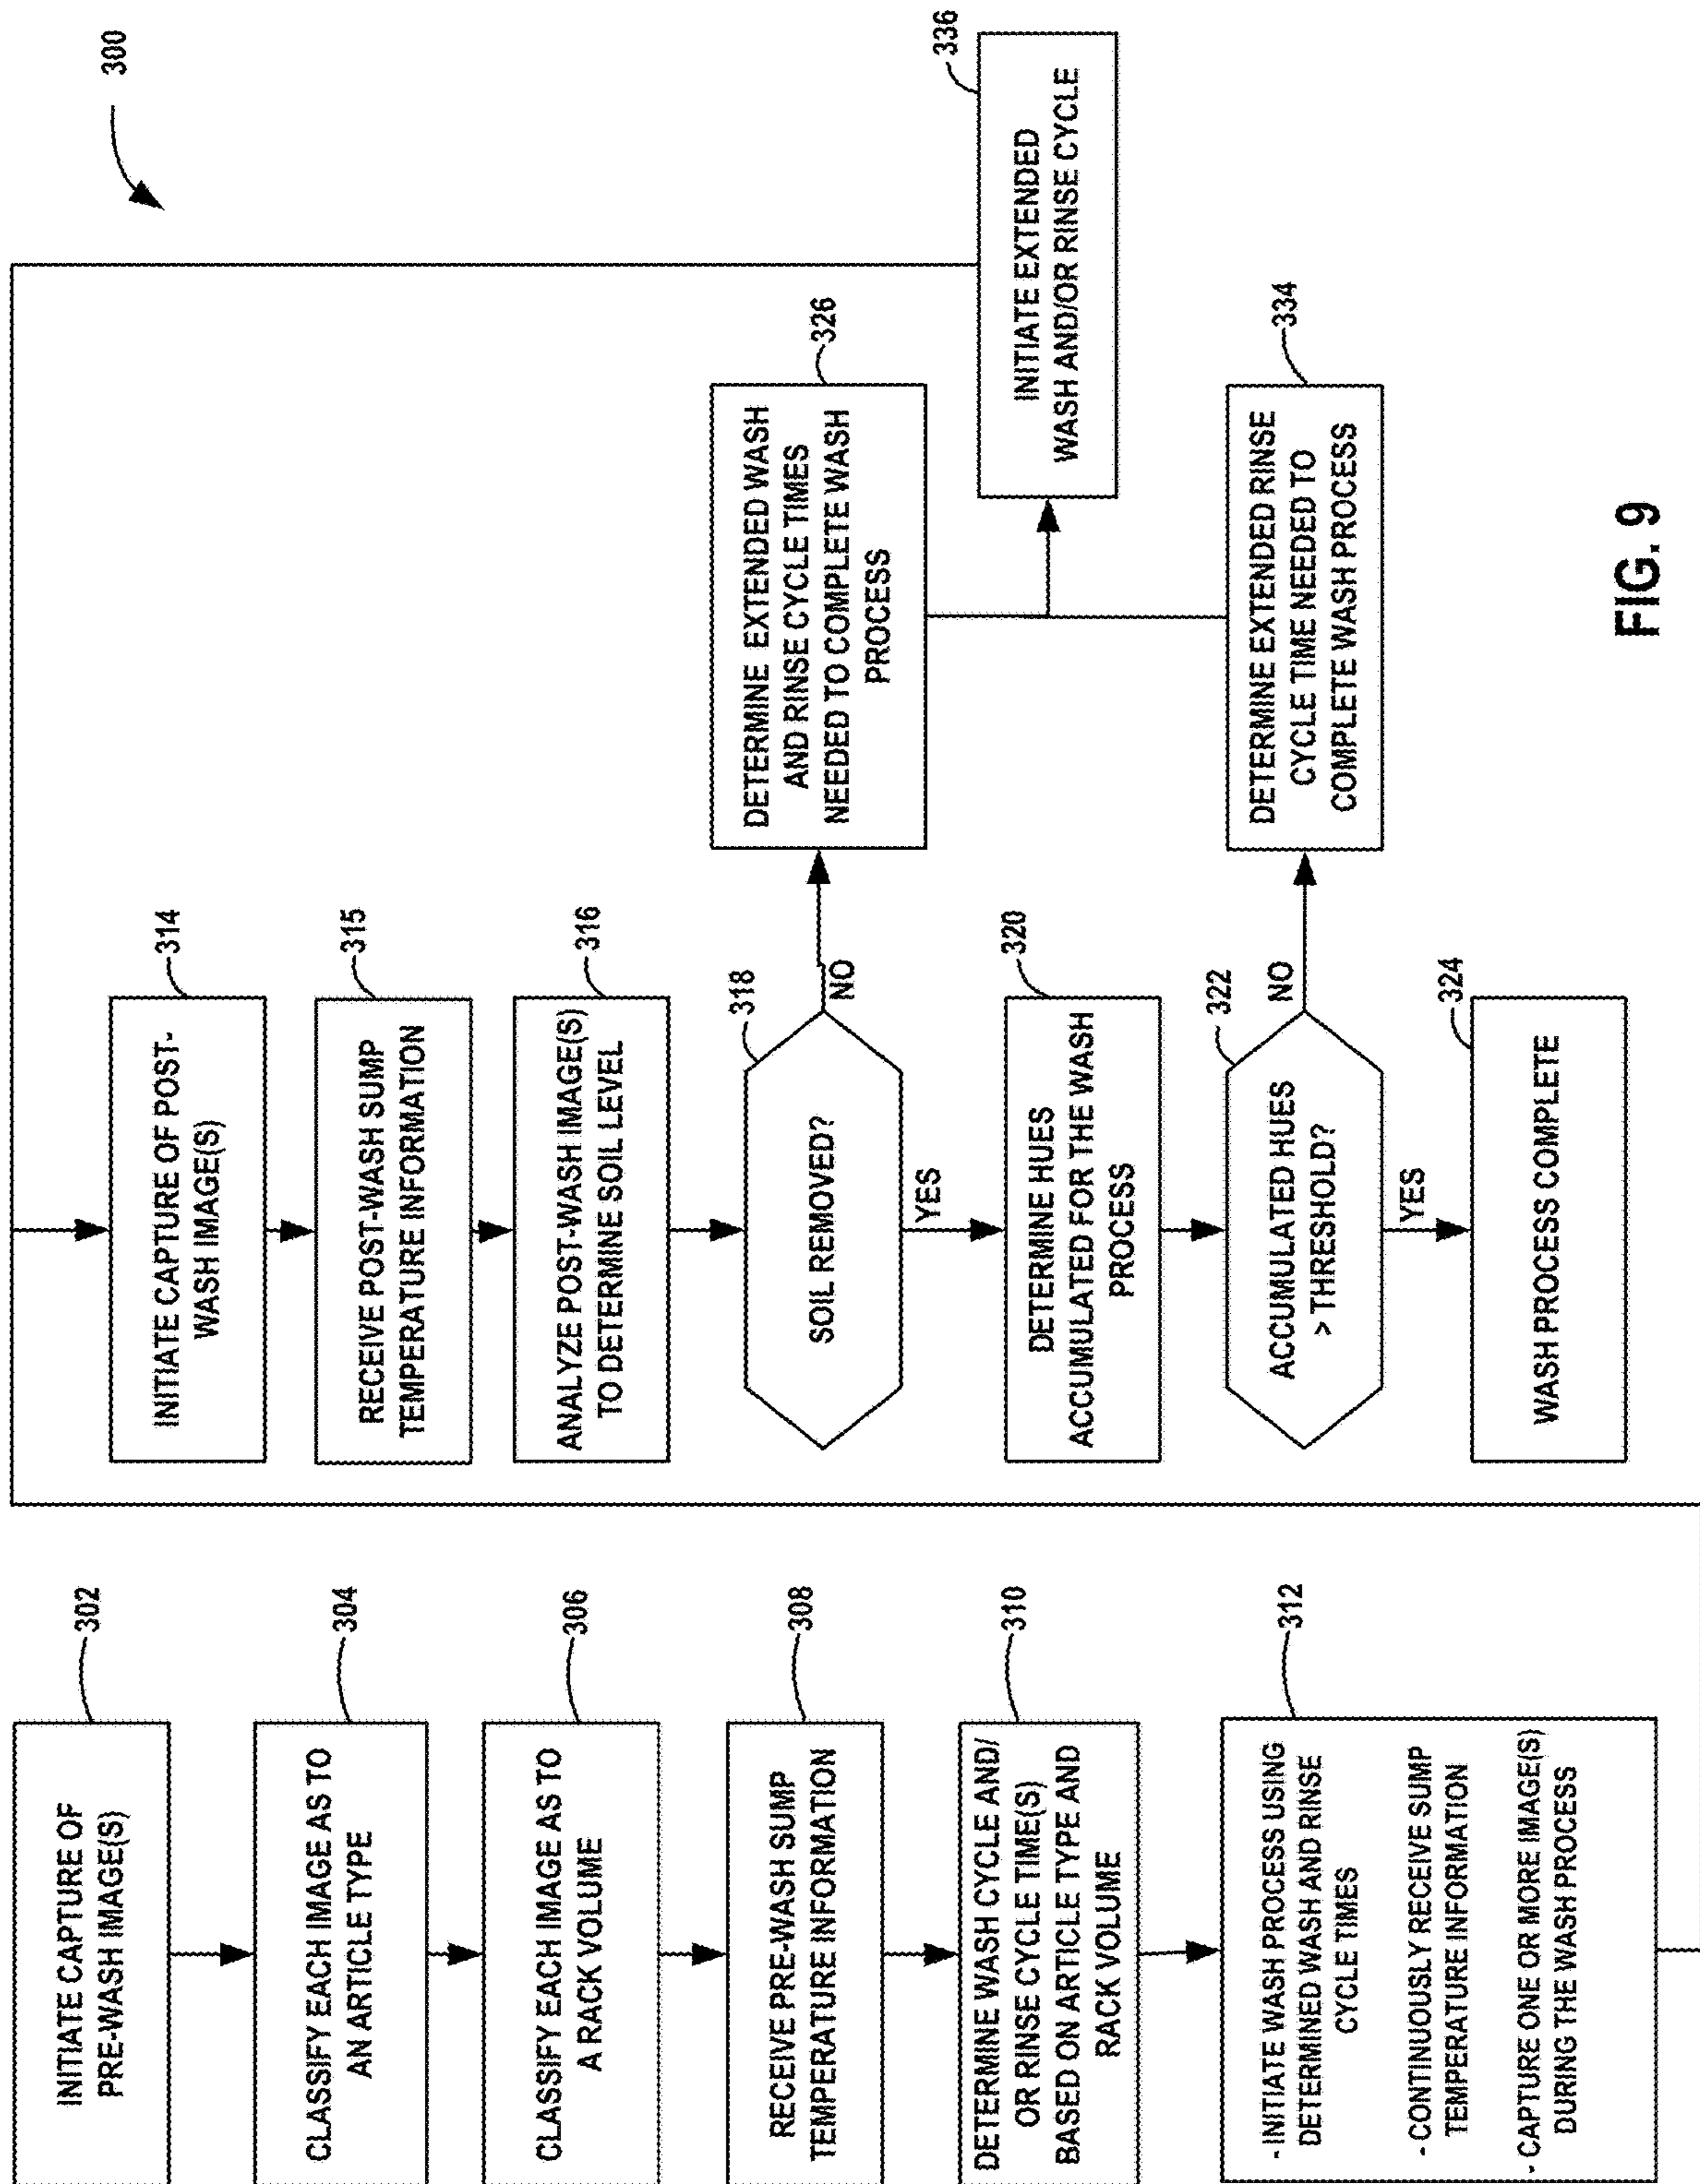 300
302
INITIATE CAPTURE OF
PRE-WASH IMAGE(S)
304
CLASSIFY EACH IMAGE AS TO
AN ARTICLE TYPE
306
CLASSIFY EACH IMAGE AS TO
A RACK VOLUME
308
RECEIVE PRE-WASH SUMP
TEMPERATURE INFORMATION
310
DETERMINE WASH CYCLE AND/
OR RINSE CYCLE TIME(S)
BASED ON ARTICLE TYPE AND
RACK VOLUME
312
- INITIATE WASH PROCESS USING
DETERMINED WASH AND RINSE
CYCLE TIMES
- CONTINUOUSLY RECEIVE SUMP
TEMPERATURE INFORMATION
- CAPTURE ONE OR MORE IMAGE(S)
DURING THE WASH PROCESS
314
INITIATE CAPTURE OF POST-
WASH IMAGE(S)
315
RECEIVE POST-WASH SUMP
TEMPERATURE INFORMATION
316
ANALYZE POST-WASH IMAGE(S)
TO DETERMINE SOIL LEVEL
318
SOIL REMOVED?
NO
YES
326
DETERMINE EXTENDED WASH
AND RINSE CYCLE TIMES
NEEDED TO COMPLETE WASH
PROCESS
320
DETERMINE HUES
ACCUMULATED FOR THE WASH
PROCESS
322
ACCUMULATED HUES
> THRESHOLD?
NO
YES
334
DETERMINE EXTENDED RINSE
CYCLE TIME NEEDED TO
COMPLETE WASH PROCESS
336
INITIATE EXTENDED
WASH AND/OR RINSE CYCLE
324
WASH PROCESS COMPLETE
FIG. 9